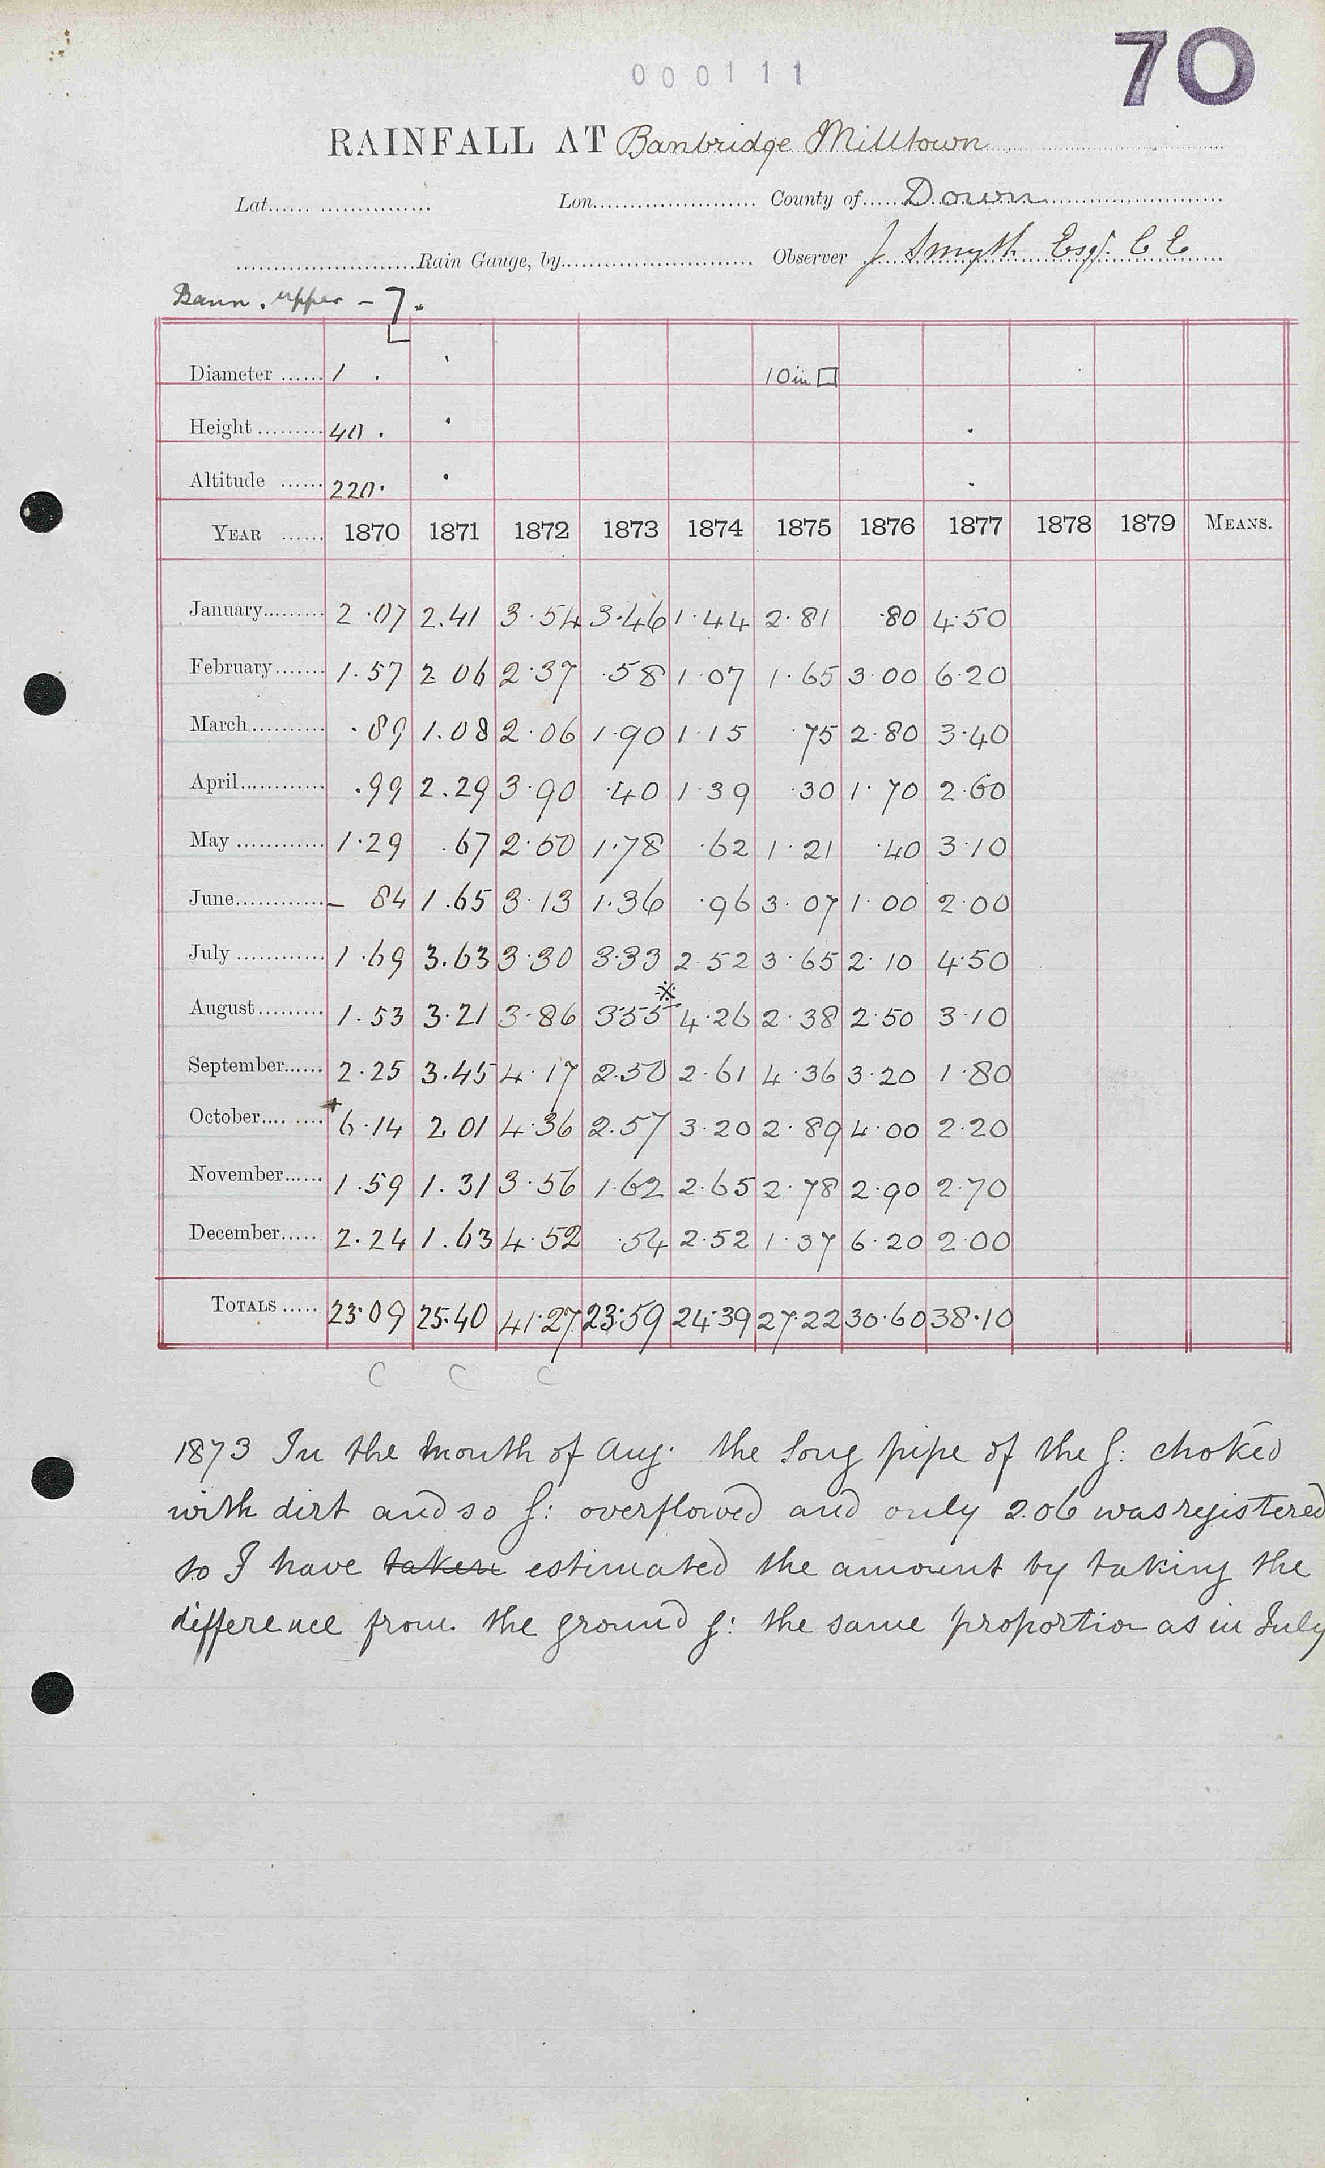 70
000111
RAINFALL AT Banbridge Milltown
Lat. Lon. County of Down
Rain Gauge, by Observer J Smyth Esqr. C E
Bann. upper - 7.
Diameter 1 . 10in □
Height 40 .
Altitude 220.
YEAR 1870 1871 1872 1873 1874 1875 1876 1877 1878 1879 MEANS.
January 2.07 2.41 3.54 3.46 1.44 2.81 .80 4.50
February 1.57 2 06 2.37 .58 1.07 1.65 3.00 6.20
March .89 1.08 2.06 1.90 1.15 .75 2.80 3.40
April .99 2.29 3.90 .40 1.39 .30 1.70 2.60
May 1.29 .67 2.50 1.78 .62 1.21 .40 3.10
June – 84 1.65 3.13 1.36 .96 3.07 1.00 2.00
July 1.69 3.63 3.30 3.33 2.52 3.65 2.10 4.50
August 1.53 3.21 3.86 355※ 4.26 2.38 2.50 3.10
September 2.25 3.45 4.17 2.50 2.61 4.36 3.20 1.80
October +6.14 2.01 4.36 2.57 3.20 2.89 4.00 2.20
November 1.59 1.31 3.56 1.62 2.65 2.78 2.90 2.70
December 2.24 1.63 4.52 .54 2.52 1.37 6.20 2.00
TOTALS 23.09 25.40 41.27 23.59 24.39 27.22 30.60 38.10
C C C
1873 In the month of Aug. the long pipe of the g: choked
with dirt and so g: overflowed and only 2.06 was registered
so I have taken estimated the amount by taking the
difference from the ground g: the same proportion as in July